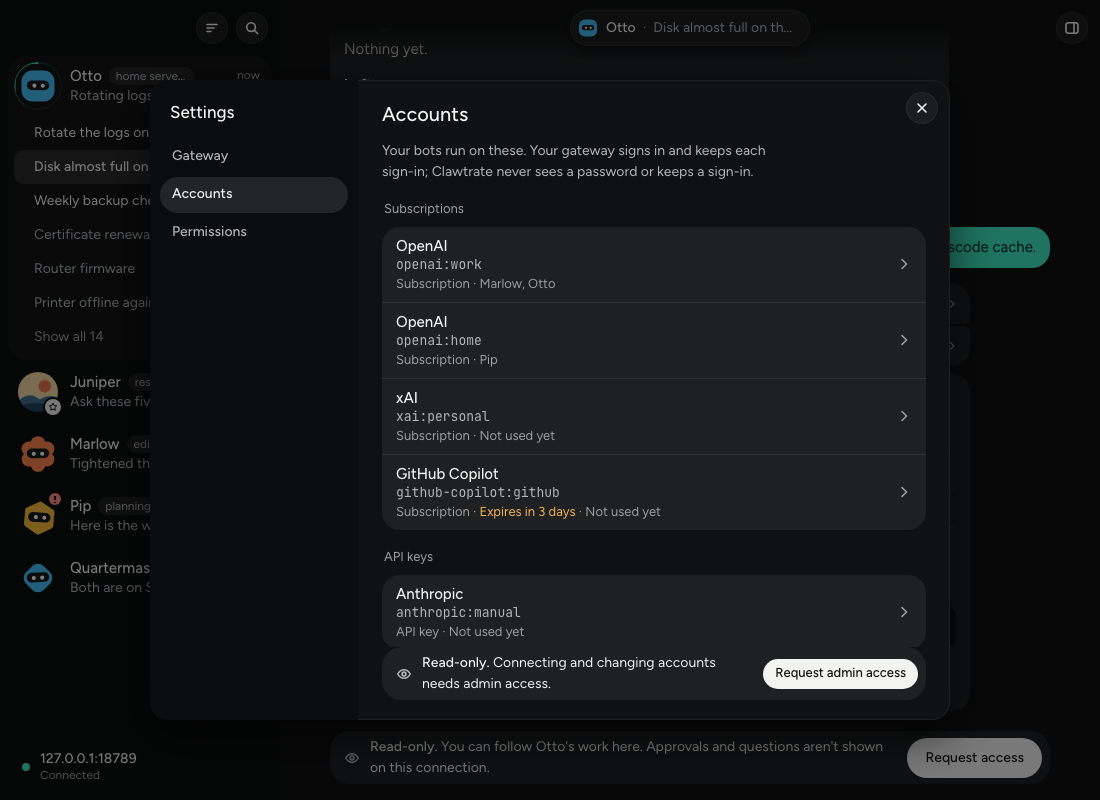 Otto · Disk almost full on th…
Nothing yet.
Otto home serve… now
Rotating logs
Rotate the logs on
Disk almost full on
Weekly backup che
Certificate renewa
Router firmware
Printer offline again
Show all 14
Juniper res
Ask these fiv
Marlow edi
Tightened th
Pip planning
Here is the w
Quartermas
Both are on S
127.0.0.1:18789
Connected
Settings
Gateway
Accounts
Permissions
Accounts
Your bots run on these. Your gateway signs in and keeps each
sign-in; Clawtrate never sees a password or keeps a sign-in.
Subscriptions
OpenAI
openai:work
Subscription · Marlow, Otto
OpenAI
openai:home
Subscription · Pip
xAI
xai:personal
Subscription · Not used yet
GitHub Copilot
github-copilot:github
Subscription · Expires in 3 days · Not used yet
API keys
Anthropic
anthropic:manual
API key · Not used yet
Read-only. Connecting and changing accounts
needs admin access.
Request admin access
scode cache.
Read-only. You can follow Otto's work here. Approvals and questions aren't shown
on this connection.
Request access